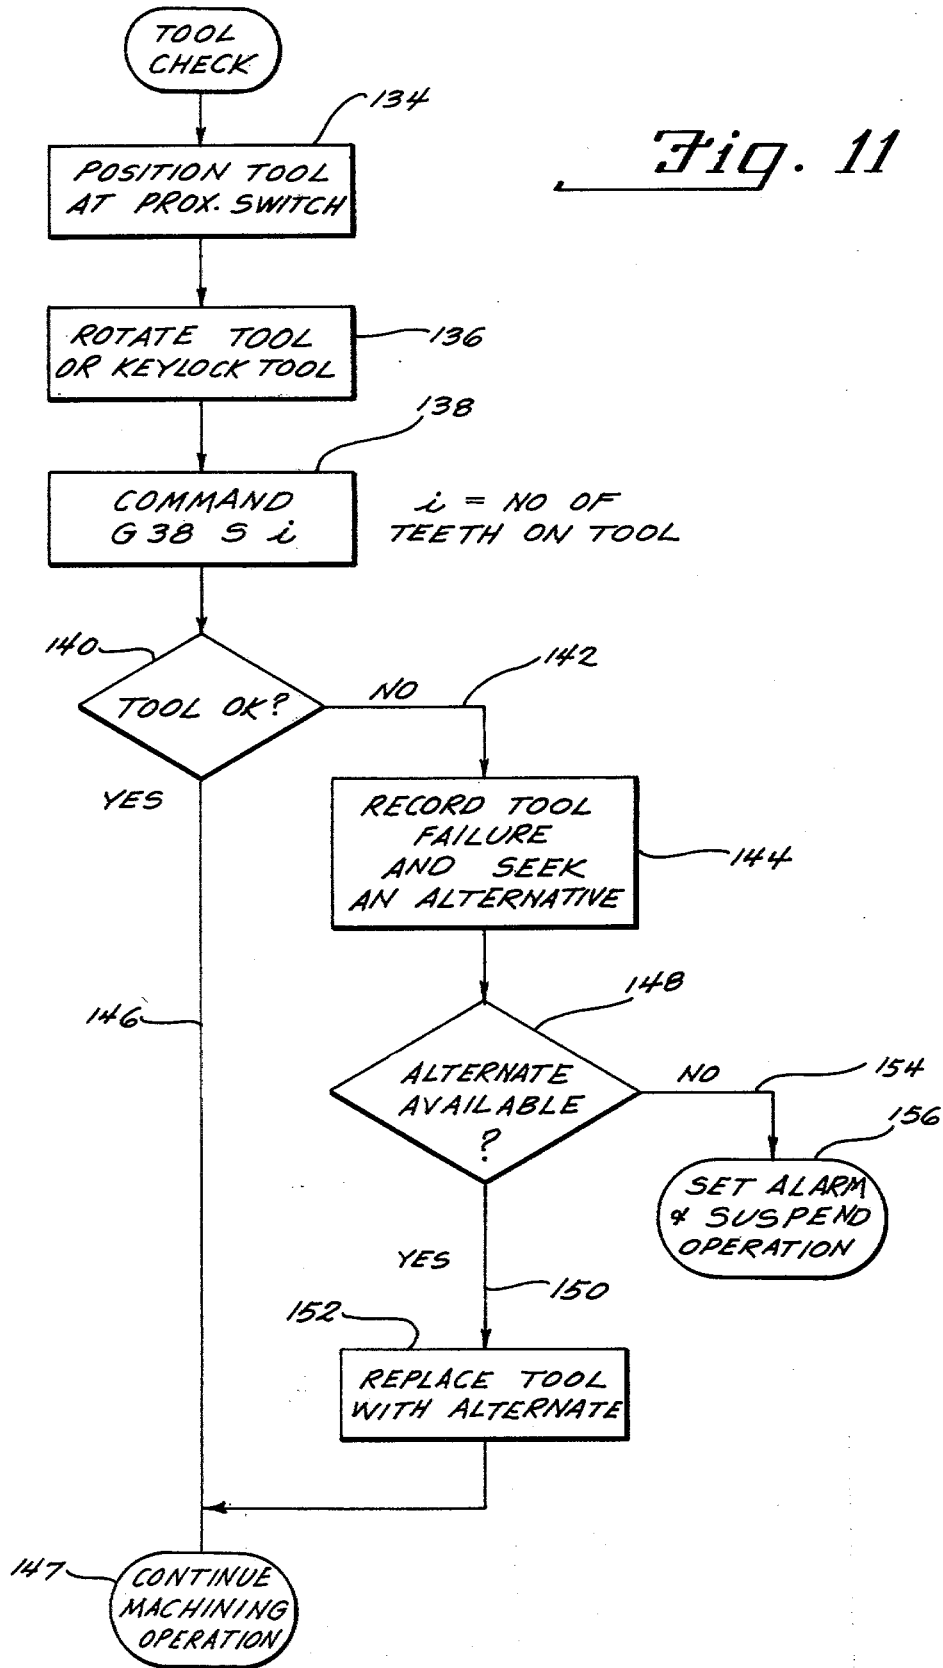 TOOL
CHECK
134
Fig. 11
POSITION TOOL
AT PROX. SWITCH
ROTATE TOOL
OR KEYLOCK TOOL
136
138
COMMAND
G 38 S i
i = NO OF
TEETH ON TOOL
140
TOOL OK?
NO
142
YES
RECORD TOOL
FAILURE
AND SEEK
AN ALTERNATIVE
144
146
148
ALTERNATE
AVAILABLE
?
NO
154
156
SET ALARM
& SUSPEND
OPERATION
YES
150
152
REPLACE TOOL
WITH ALTERNATE
147
CONTINUE
MACHINING
OPERATION